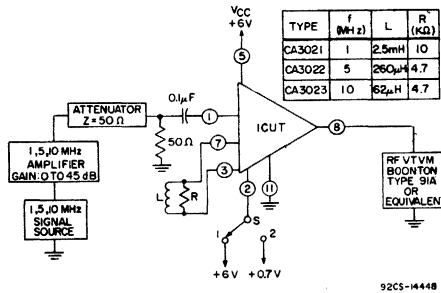 VCC
+6V
TYPE f (MHz) L R (KΩ)
CA3021 1 2.5mH 10
CA3022 5 260μH 4.7
CA3023 10 62μH 4.7
5
ATTENUATOR
Z = 50 Ω
0.1μF
1
50 Ω
7
3
ICUT
8
2
11
L
R
S
1
2
+6V
+0.7V
1,5,10 MHz
AMPLIFIER
GAIN: 0 TO 45 dB
1,5,10 MHz
SIGNAL
SOURCE
RF VTVM
BOONTON
TYPE 91A
OR
EQUIVALENT
92CS-14448